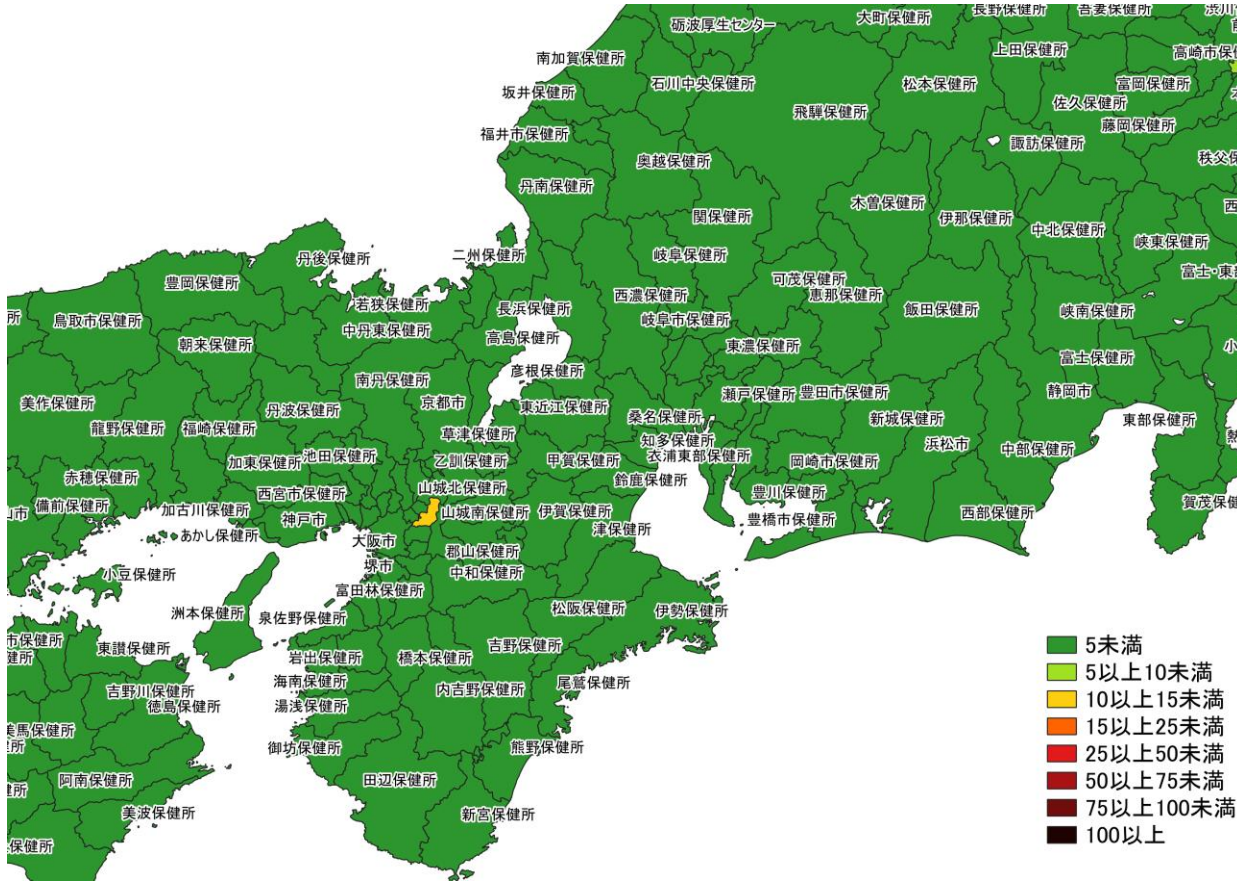 砺波厚生センター
大町保健所
長野保健所
吾妻保健所
渋川
南加賀保健所
上田保健所
高崎市保健
坂井保健所
石川中央保健所
松本保健所
富岡保健所
飛騨保健所
佐久保健所
福井市保健所
藤岡保健所
諏訪保健所
奥越保健所
秩父保
丹南保健所
木曽保健所
関保健所
伊那保健所
中北保健所
峡東保健所
丹後保健所
二州保健所
岐阜保健所
可茂保健所
富士・東部
豊岡保健所
西濃保健所
恵那保健所
若狭保健所
長浜保健所
飯田保健所
峡南保健所
所
鳥取市保健所
中丹東保健所
岐阜市保健所
高島保健所
朝来保健所
東濃保健所
富士保健所
小
彦根保健所
南丹保健所
静岡市
美作保健所
京都市
東近江保健所
瀬戸保健所
豊田市保健所
丹波保健所
桑名保健所
新城保健所
東部保健所
龍野保健所
福崎保健所
草津保健所
知多保健所
浜松市
中部保健所
熱
加東保健所
池田保健所
乙訓保健所
甲賀保健所
衣浦東部保健所
岡崎市保健所
赤穂保健所
鈴鹿保健所
西宮市保健所
山城北保健所
豊川保健所
賀茂保健
備前保健所
山市
加古川保健所
神戸市
山城南保健所
伊賀保健所
豊橋市保健所
西部保健所
あかし保健所
大阪市
津保健所
郡山保健所
堺市
中和保健所
小豆保健所
富田林保健所
洲本保健所
泉佐野保健所
松阪保健所
伊勢保健所
市保健所
健所
東讃保健所
吉野保健所
岩出保健所
橋本保健所
海南保健所
内吉野保健所
尾鷲保健所
吉野川保健所
徳島保健所
湯浅保健所
美馬保健所
所
御坊保健所
熊野保健所
阿南保健所
田辺保健所
健所
美波保健所
新宮保健所
保健所
5未満
5以上10未満
10以上15未満
15以上25未満
25以上50未満
50以上75未満
75以上100未満
100以上